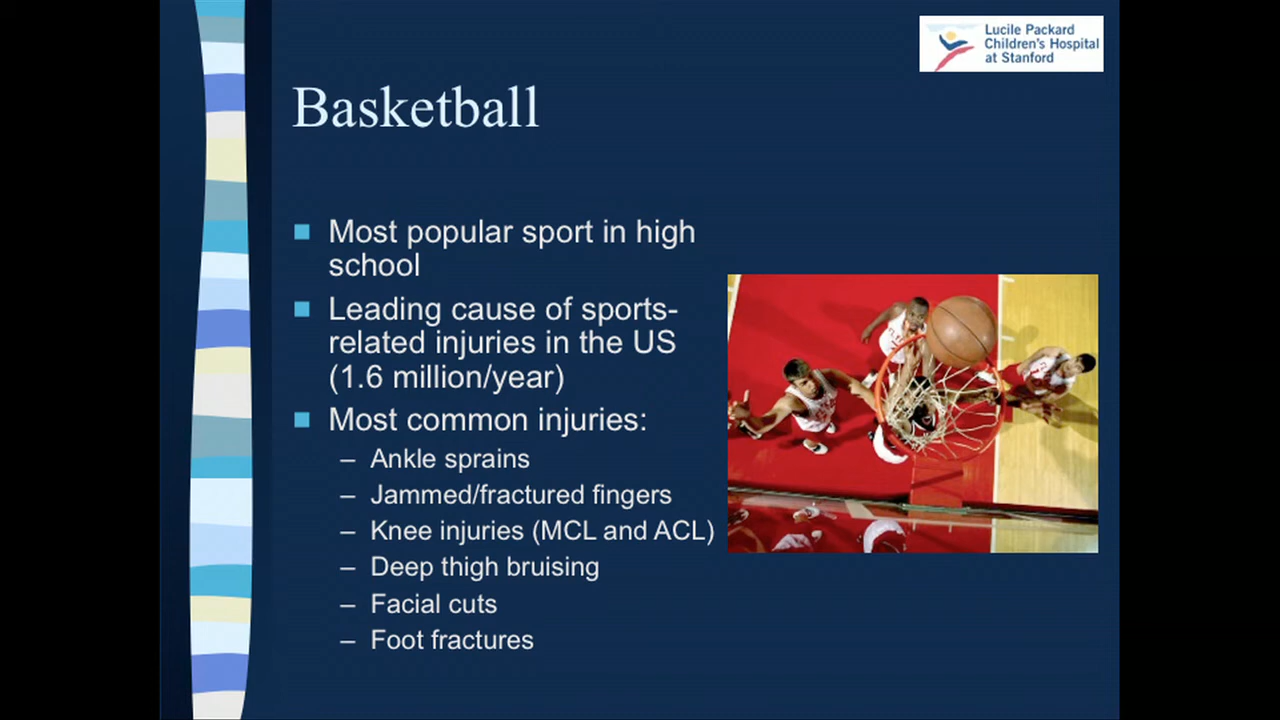 Lucile Packard
Children's Hospital
at Stanford
Basketball
Most popular sport in high
school
Leading cause of sports-
related injuries in the US
(1.6 million/year)
Most common injuries:
– Ankle sprains
– Jammed/fractured fingers
– Knee injuries (MCL and ACL)
– Deep thigh bruising
– Facial cuts
– Foot fractures